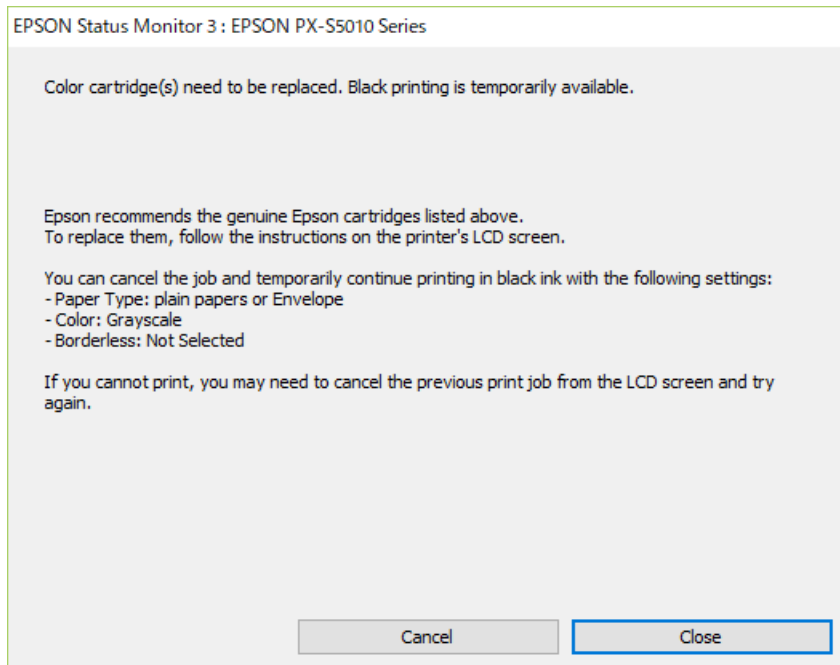 EPSON Status Monitor 3 : EPSON PX-S5010 Series
Color cartridge(s) need to be replaced. Black printing is temporarily available.
Epson recommends the genuine Epson cartridges listed above.
To replace them, follow the instructions on the printer's LCD screen.
You can cancel the job and temporarily continue printing in black ink with the following settings:
- Paper Type: plain papers or Envelope
- Color: Grayscale
- Borderless: Not Selected
If you cannot print, you may need to cancel the previous print job from the LCD screen and try
again.
Cancel Close